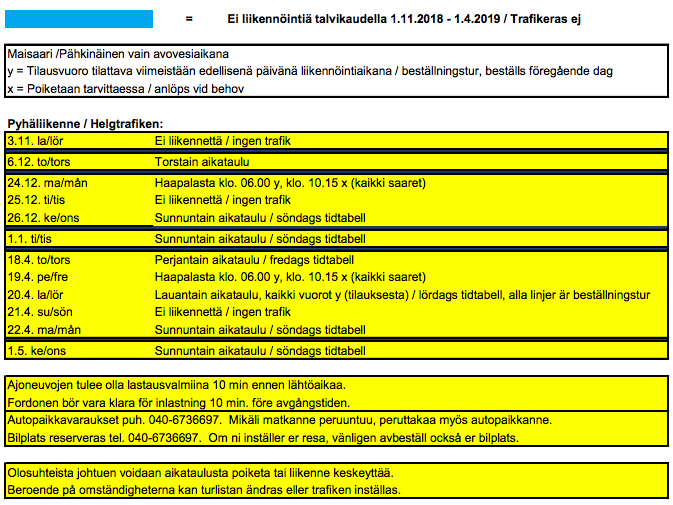 = Ei liikennöintiä talvikaudella 1.11.2018 - 1.4.2019 / Trafikeras ej
Maisaari /Pähkinäinen vain avovesiaikana
y = Tilausvuoro tilattava viimeistään edellisenä päivänä liikennöintiaikana / beställningstur, beställs föregående dag
x = Poiketaan tarvittaessa / anlöps vid behov
Pyhäliikenne / Helgtrafiken:
3.11. la/lör Ei liikennettä / ingen trafik
6.12. to/tors Torstain aikataulu
24.12. ma/mån Haapalasta klo. 06.00 y, klo. 10.15 x (kaikki saaret)
25.12. ti/tis Ei liikennettä / ingen trafik
26.12. ke/ons Sunnuntain aikataulu / söndags tidtabell
1.1. ti/tis Sunnuntain aikataulu / söndags tidtabell
18.4. to/tors Perjantain aikataulu / fredags tidtabell
19.4. pe/fre Haapalasta klo. 06.00 y, klo. 10.15 x (kaikki saaret)
20.4. la/lör Lauantain aikataulu, kaikki vuorot y (tilauksesta) / lördags tidtabell, alla linjer är beställningstur
21.4. su/sön Ei liikennettä / ingen trafik
22.4. ma/mån Sunnuntain aikataulu / söndags tidtabell
1.5. ke/ons Sunnuntain aikataulu / söndags tidtabell
Ajoneuvojen tulee olla lastausvalmiina 10 min ennen lähtöaikaa.
Fordonen bör vara klara för inlastning 10 min. före avgångstiden.
Autopaikkavaraukset puh. 040-6736697. Mikäli matkanne peruuntuu, peruttakaa myös autopaikkanne.
Bilplats reserveras tel. 040-6736697. Om ni inställer er resa, vänligen avbeställ också er bilplats.
Olosuhteista johtuen voidaan aikataulusta poiketa tai liikenne keskeyttää.
Beroende på omständigheterna kan turlistan ändras eller trafiken inställas.